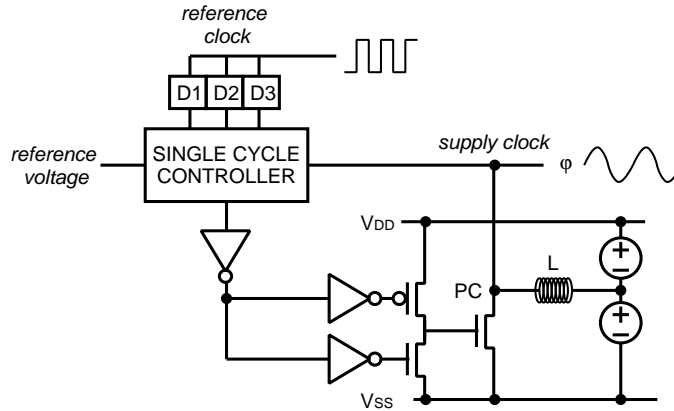 reference
clock
D1 D2 D3
reference
voltage
SINGLE CYCLE
CONTROLLER
supply clock
φ
VDD
L
PC
VSS